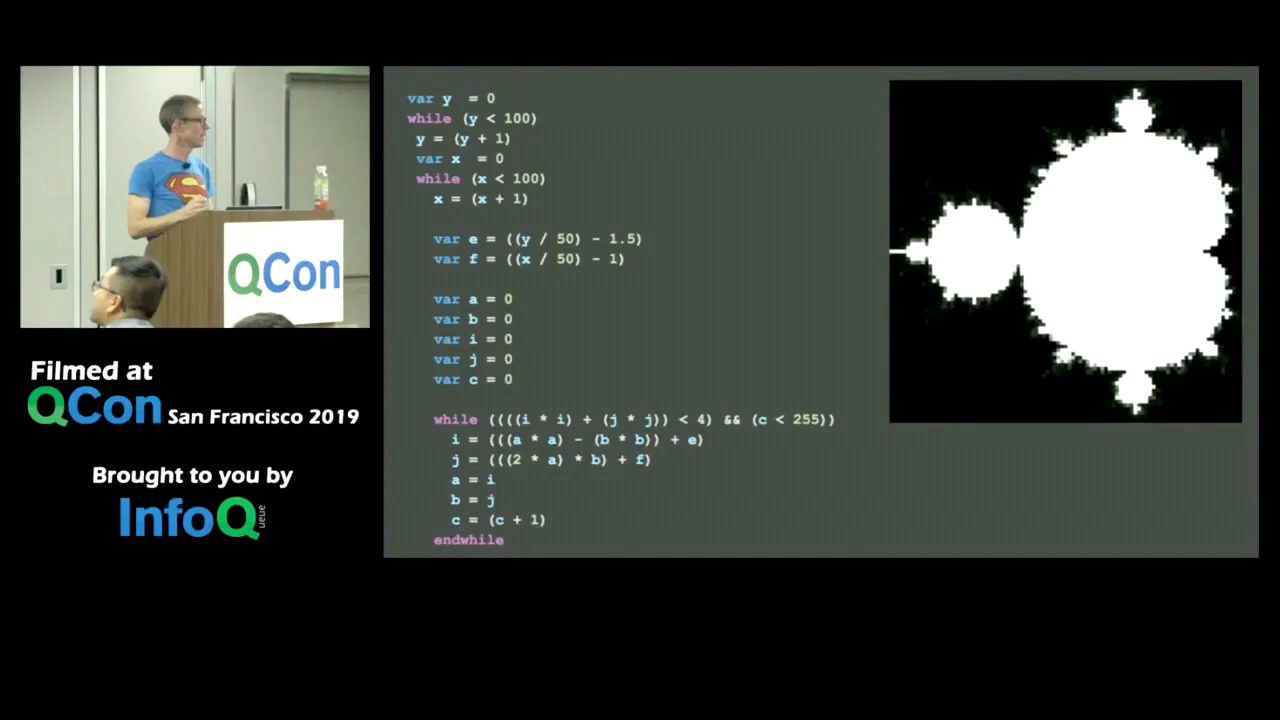 QCon
Filmed at
QCon San Francisco 2019
Brought to you by
InfoQ
var y = 0
while (y < 100)
y = (y + 1)
var x = 0
while (x < 100)
x = (x + 1)
var e = ((y / 50) - 1.5)
var f = ((x / 50) - 1)
var a = 0
var b = 0
var i = 0
var j = 0
var c = 0
while ((((i * i) + (j * j)) < 4) && (c < 255))
i = (((a * a) - (b * b)) + e)
j = (((2 * a) * b) + f)
a = i
b = j
c = (c + 1)
endwhile